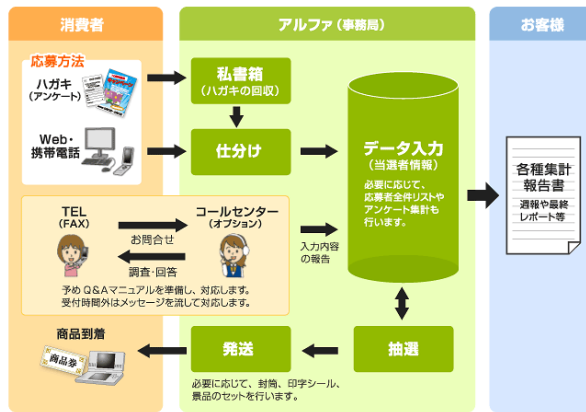 消費者
アルファ（事務局）
お客様
応募方法
ハガキ
（アンケート）
Web・
携帯電話
私書箱
（ハガキの回収）
仕分け
データ入力
（当選者情報）
必要に応じて、
応募者全件リストや
アンケート集計も
行います。
各種集計
報告書
週報や最終
レポート等
TEL
（FAX）
コールセンター
（オプション）
お問合せ
調査・回答
入力内容
の報告
予めQ&Aマニュアルを準備し、対応します。
受付時間外はメッセージを流して対応します。
商品到着
商品券
発送
抽選
必要に応じて、封筒、印字シール、
景品のセットを行います。